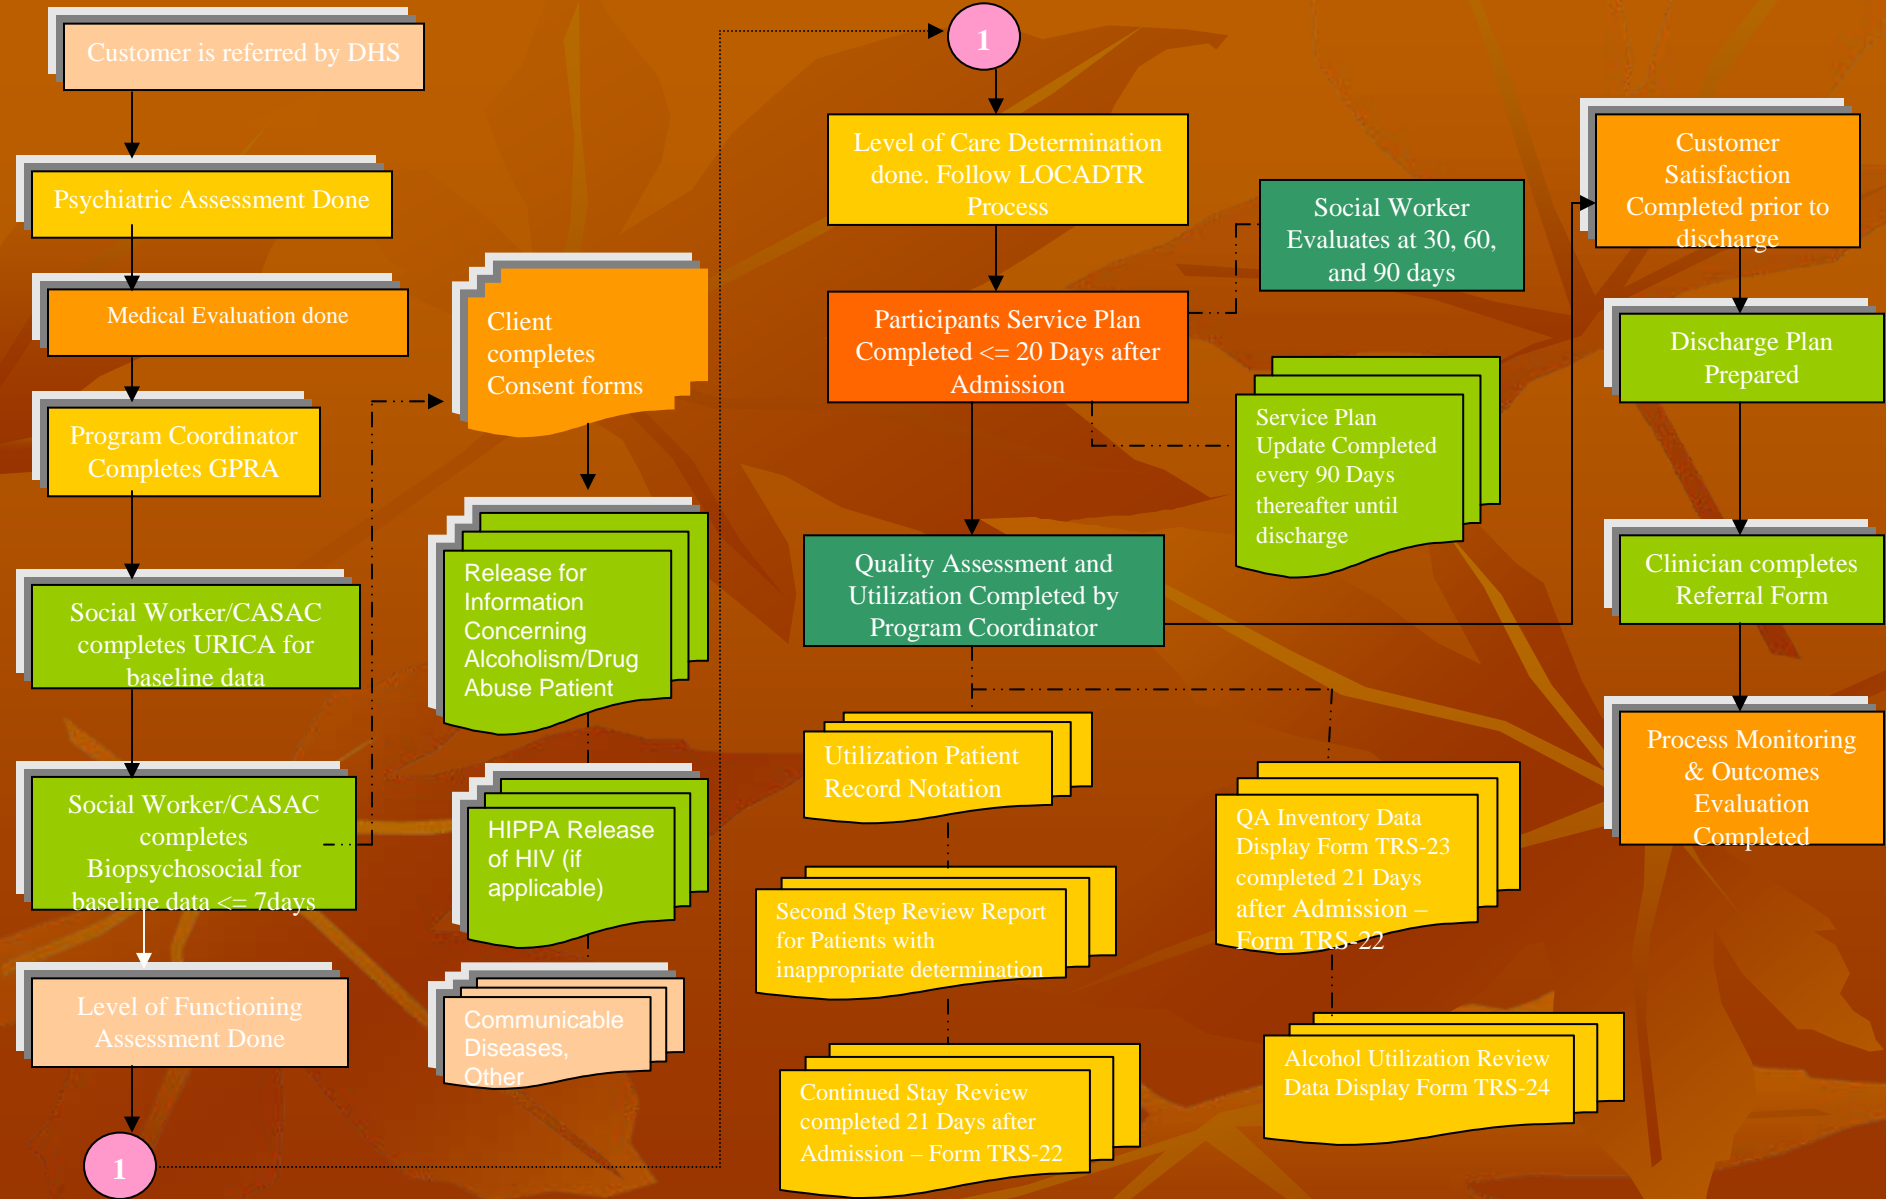 Customer is referred by DHS
Psychiatric Assessment Done
Medical Evaluation done
Program Coordinator
Completes GPRA
Social Worker/CASAC
completes URICA for
baseline data
Social Worker/CASAC
completes
Biopsychosocial for
baseline data <= 7days
Level of Functioning
Assessment Done
1
Client
completes
Consent forms
Release for
Information
Concerning
Alcoholism/Drug
Abuse Patient
HIPPA Release
of HIV (if
applicable)
Communicable
Diseases,
Other
1
Level of Care Determination
done. Follow LOCADTR
Process
Participants Service Plan
Completed <= 20 Days after
Admission
Social Worker
Evaluates at 30, 60,
and 90 days
Service Plan
Update Completed
every 90 Days
thereafter until
discharge
Quality Assessment and
Utilization Completed by
Program Coordinator
Utilization Patient
Record Notation
Second Step Review Report
for Patients with
inappropriate determination
Continued Stay Review
completed 21 Days after
Admission – Form TRS-22
QA Inventory Data
Display Form TRS-23
completed 21 Days
after Admission –
Form TRS-22
Alcohol Utilization Review
Data Display Form TRS-24
Customer
Satisfaction
Completed prior to
discharge
Discharge Plan
Prepared
Clinician completes
Referral Form
Process Monitoring
& Outcomes
Evaluation
Completed